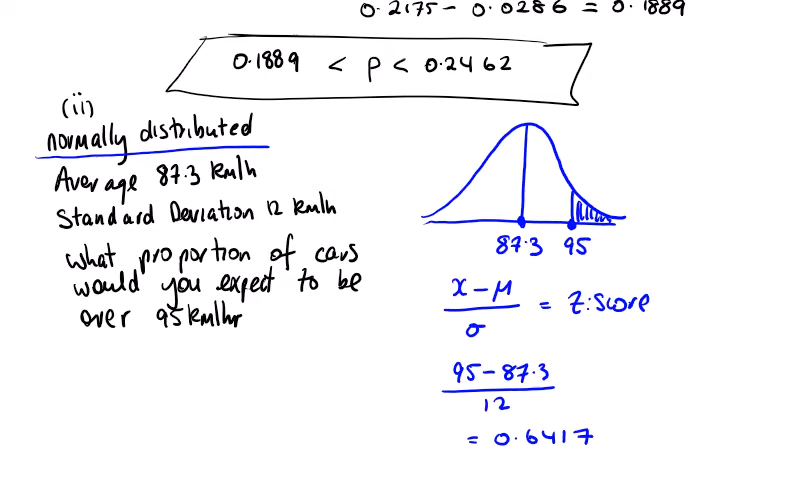 0.2175 - 0.0286 = 0.1889
0.1889 < p < 0.2462
(ii)
normally distributed
Average 87.3 km/h
Standard Deviation 12 km/h
What proportion of cars
would you expect to be
over 95 km/hr
87.3 95
x - μ / σ = Z:score
95 - 87.3 / 12
= 0.6417